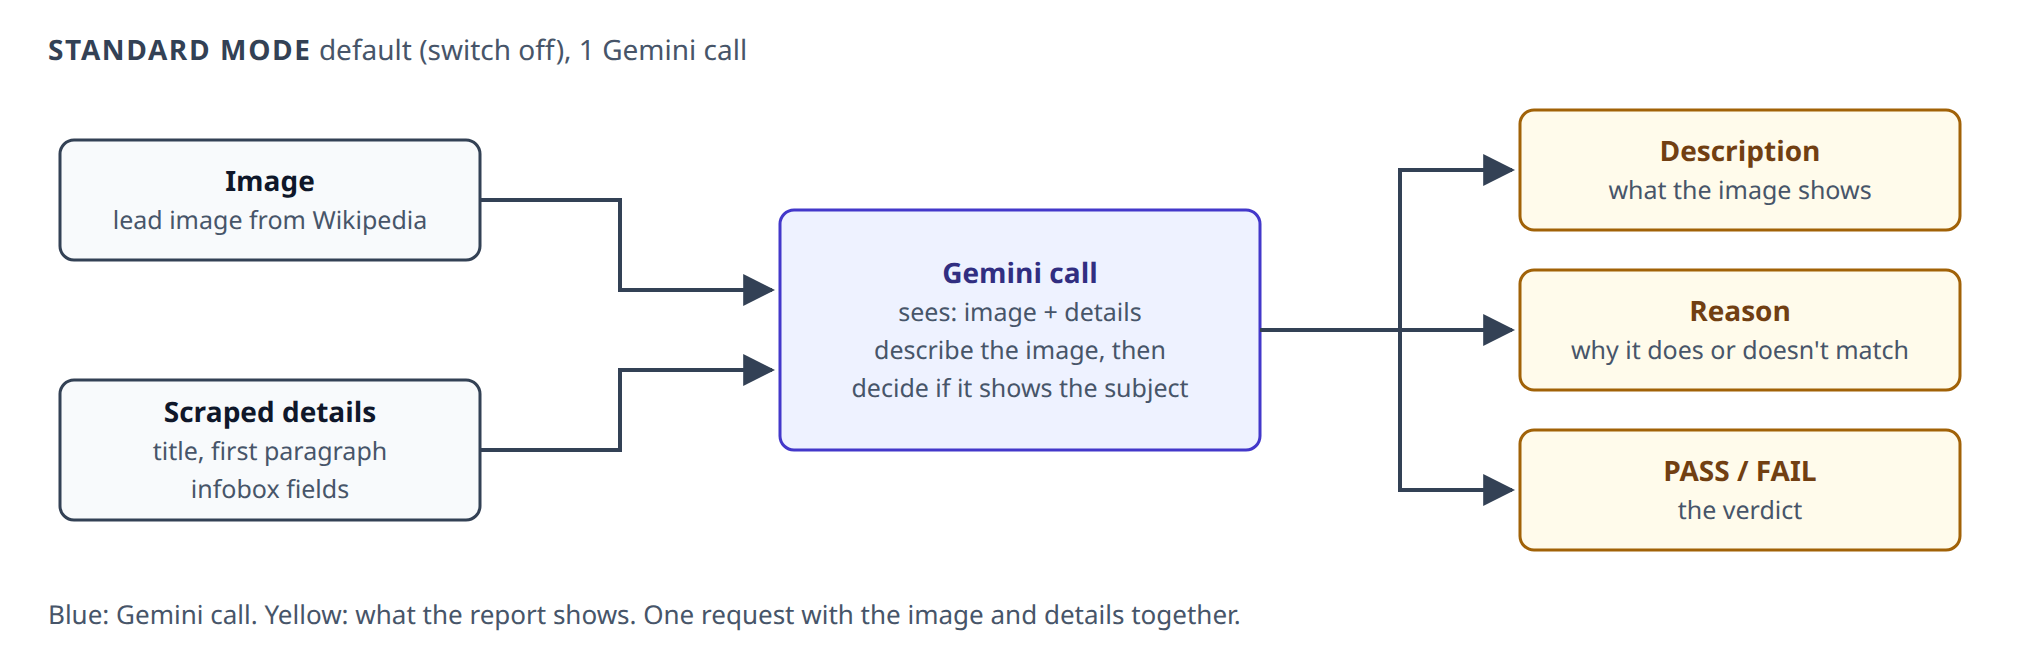 STANDARD MODE default (switch off), 1 Gemini call
Image
lead image from Wikipedia
Scraped details
title, first paragraph
infobox fields
Gemini call
sees: image + details
describe the image, then
decide if it shows the subject
Description
what the image shows
Reason
why it does or doesn't match
PASS / FAIL
the verdict
Blue: Gemini call. Yellow: what the report shows. One request with the image and details together.